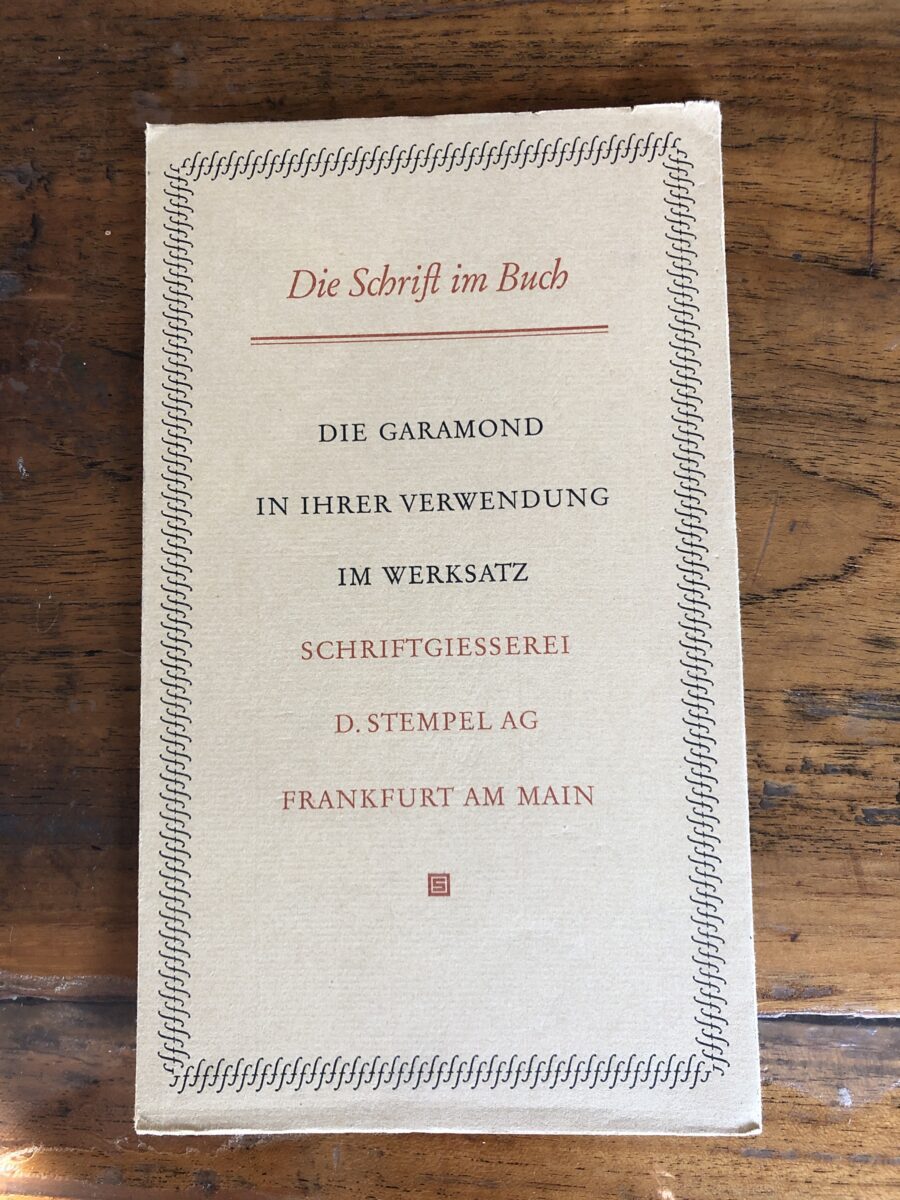 Die Schrift im Buch
DIE GARAMOND
IN IHRER VERWENDUNG
IM WERKSATZ
SCHRIFTGIESSEREI
D. STEMPEL AG
FRANKFURT AM MAIN
S